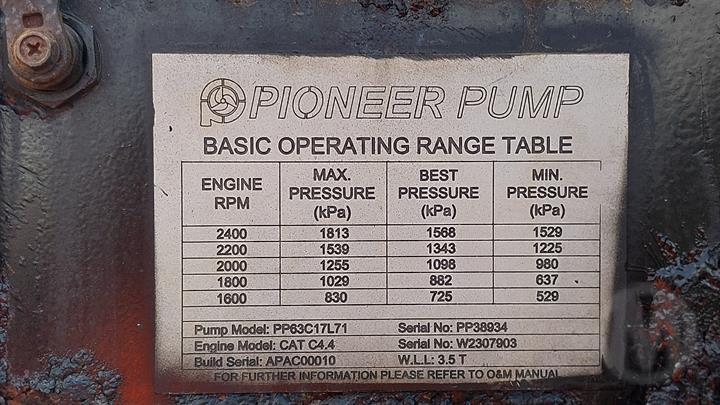 PIONEER PUMP
BASIC OPERATING RANGE TABLE
ENGINE RPM MAX. PRESSURE (kPa) BEST PRESSURE (kPa) MIN. PRESSURE (kPa)
2400 1813 1568 1529
2200 1539 1343 1225
2000 1255 1098 980
1800 1029 882 637
1600 830 725 529
Pump Model: PP63C17L71 Serial No: PP38934
Engine Model: CAT C4.4 Serial No: W2307903
Build Serial: APAC00010 W.L.L: 3.5 T
FOR FURTHER INFORMATION PLEASE REFER TO O&M MANUAL